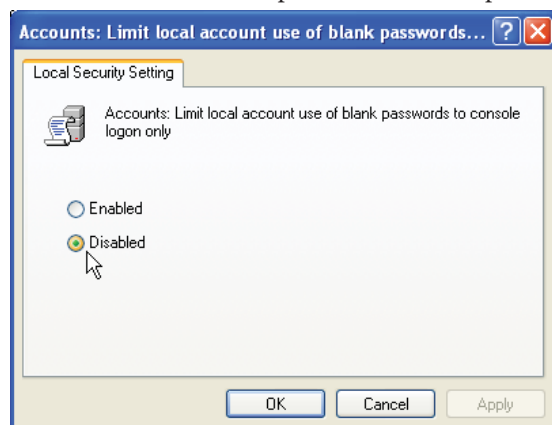 Accounts: Limit local account use of blank passwords...
Local Security Setting
Accounts: Limit local account use of blank passwords to console
logon only
Enabled
Disabled
OK Cancel Apply